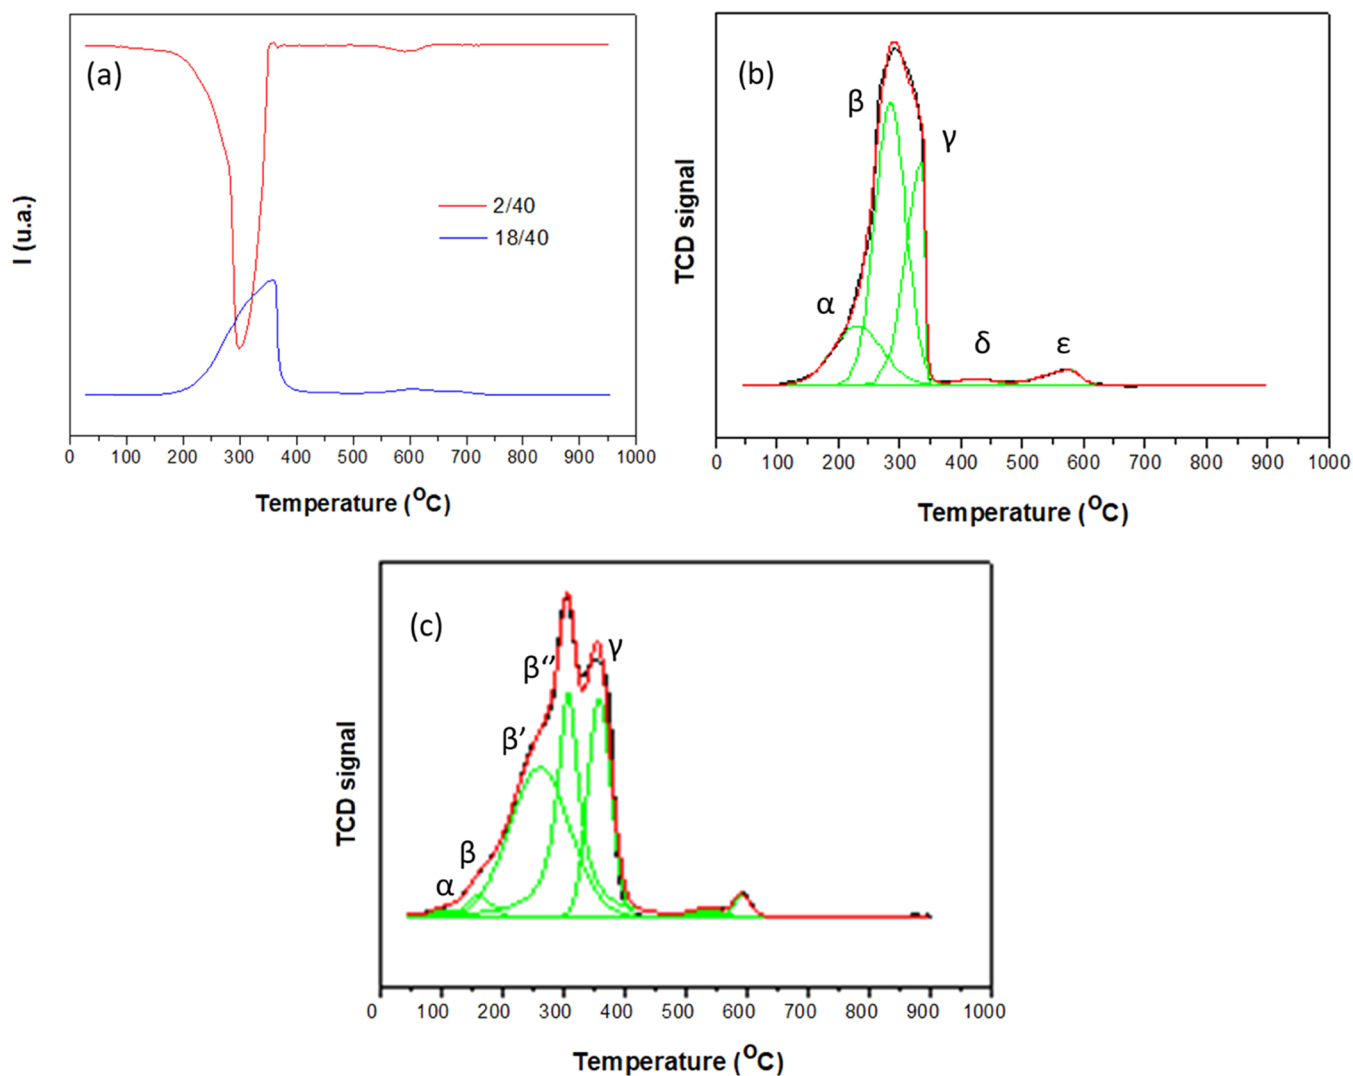 (a)
I (u.a.)
2/40
18/40
0 100 200 300 400 500 600 700 800 900 1000
Temperature (ᴼC)
(b)
TCD signal
β
γ
α
δ
ε
0 100 200 300 400 500 600 700 800 900 1000
Temperature (ᴼC)
(c)
TCD signal
γ
β’’
β’
β
α
0 100 200 300 400 500 600 700 800 900 1000
Temperature (ᴼC)